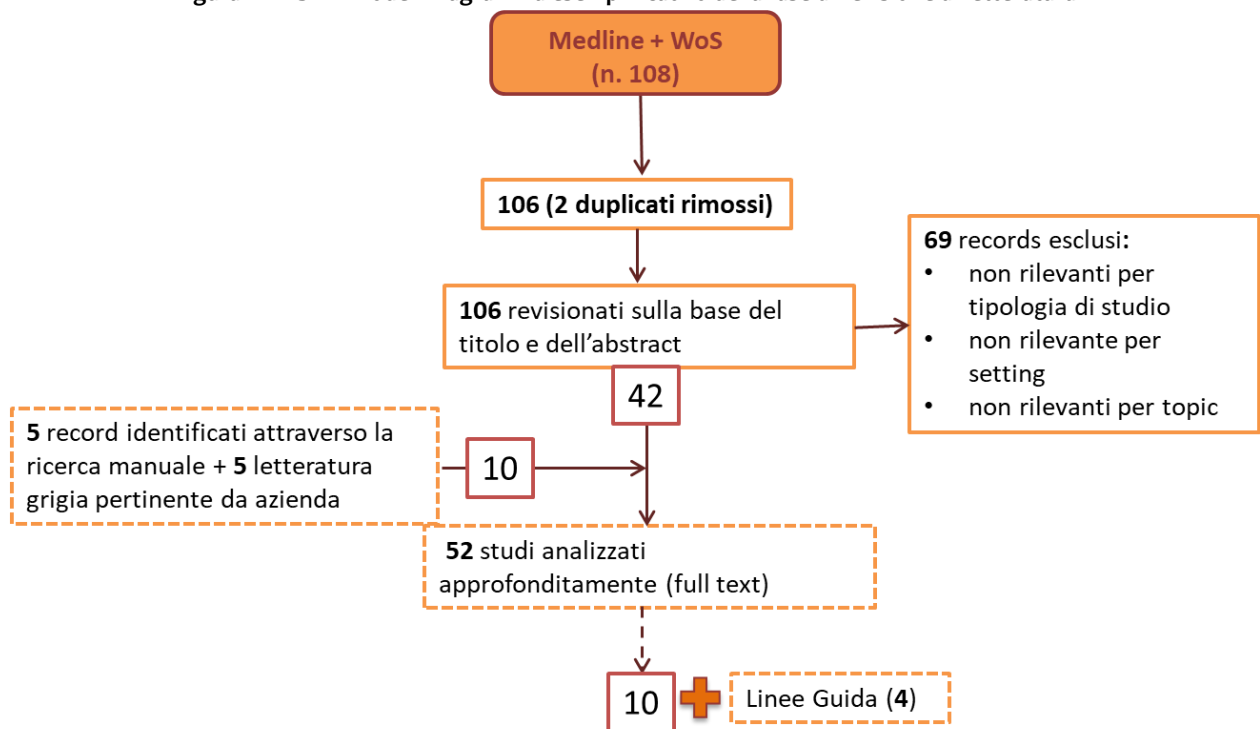 Medline + WoS
(n. 108)
106 (2 duplicati rimossi)
106 revisionati sulla base del
titolo e dell'abstract
69 records esclusi:
• non rilevanti per
tipologia di studio
• non rilevante per
setting
• non rilevanti per topic
42
5 record identificati attraverso la
ricerca manuale + 5 letteratura
grigia pertinente da azienda
10
52 studi analizzati
approfonditamente (full text)
10
Linee Guida (4)